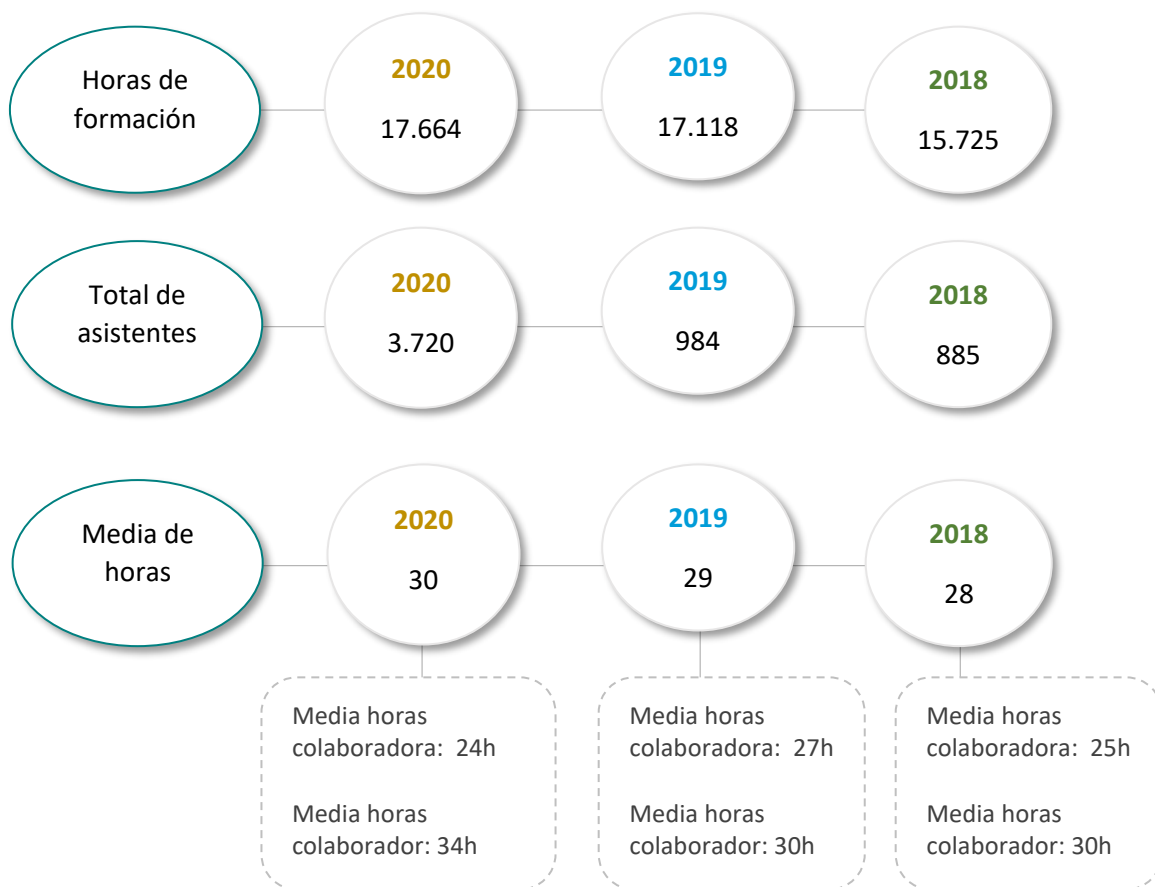 Horas de
formación
2020
17.664
2019
17.118
2018
15.725
Total de
asistentes
2020
3.720
2019
984
2018
885
Media de
horas
2020
30
2019
29
2018
28
Media horas
colaboradora:  24h
Media horas
colaborador: 34h
Media horas
colaboradora:  27h
Media horas
colaborador: 30h
Media horas
colaboradora:  25h
Media horas
colaborador: 30h